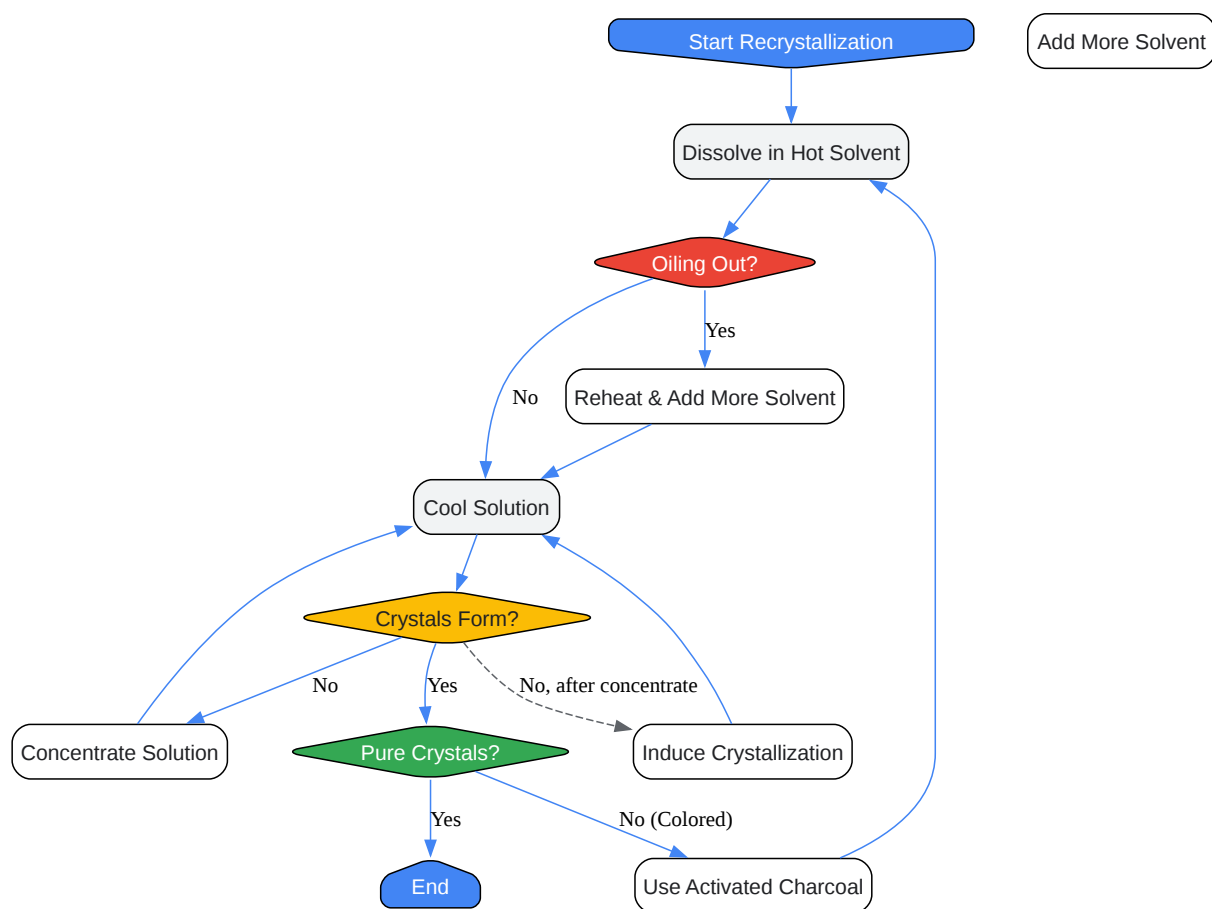 Start Recrystallization
Add More Solvent
Dissolve in Hot Solvent
Oiling Out?
Yes
No
Reheat & Add More Solvent
Cool Solution
Crystals Form?
No
Yes
No, after concentrate
Concentrate Solution
Pure Crystals?
Induce Crystallization
Yes
No (Colored)
End
Use Activated Charcoal